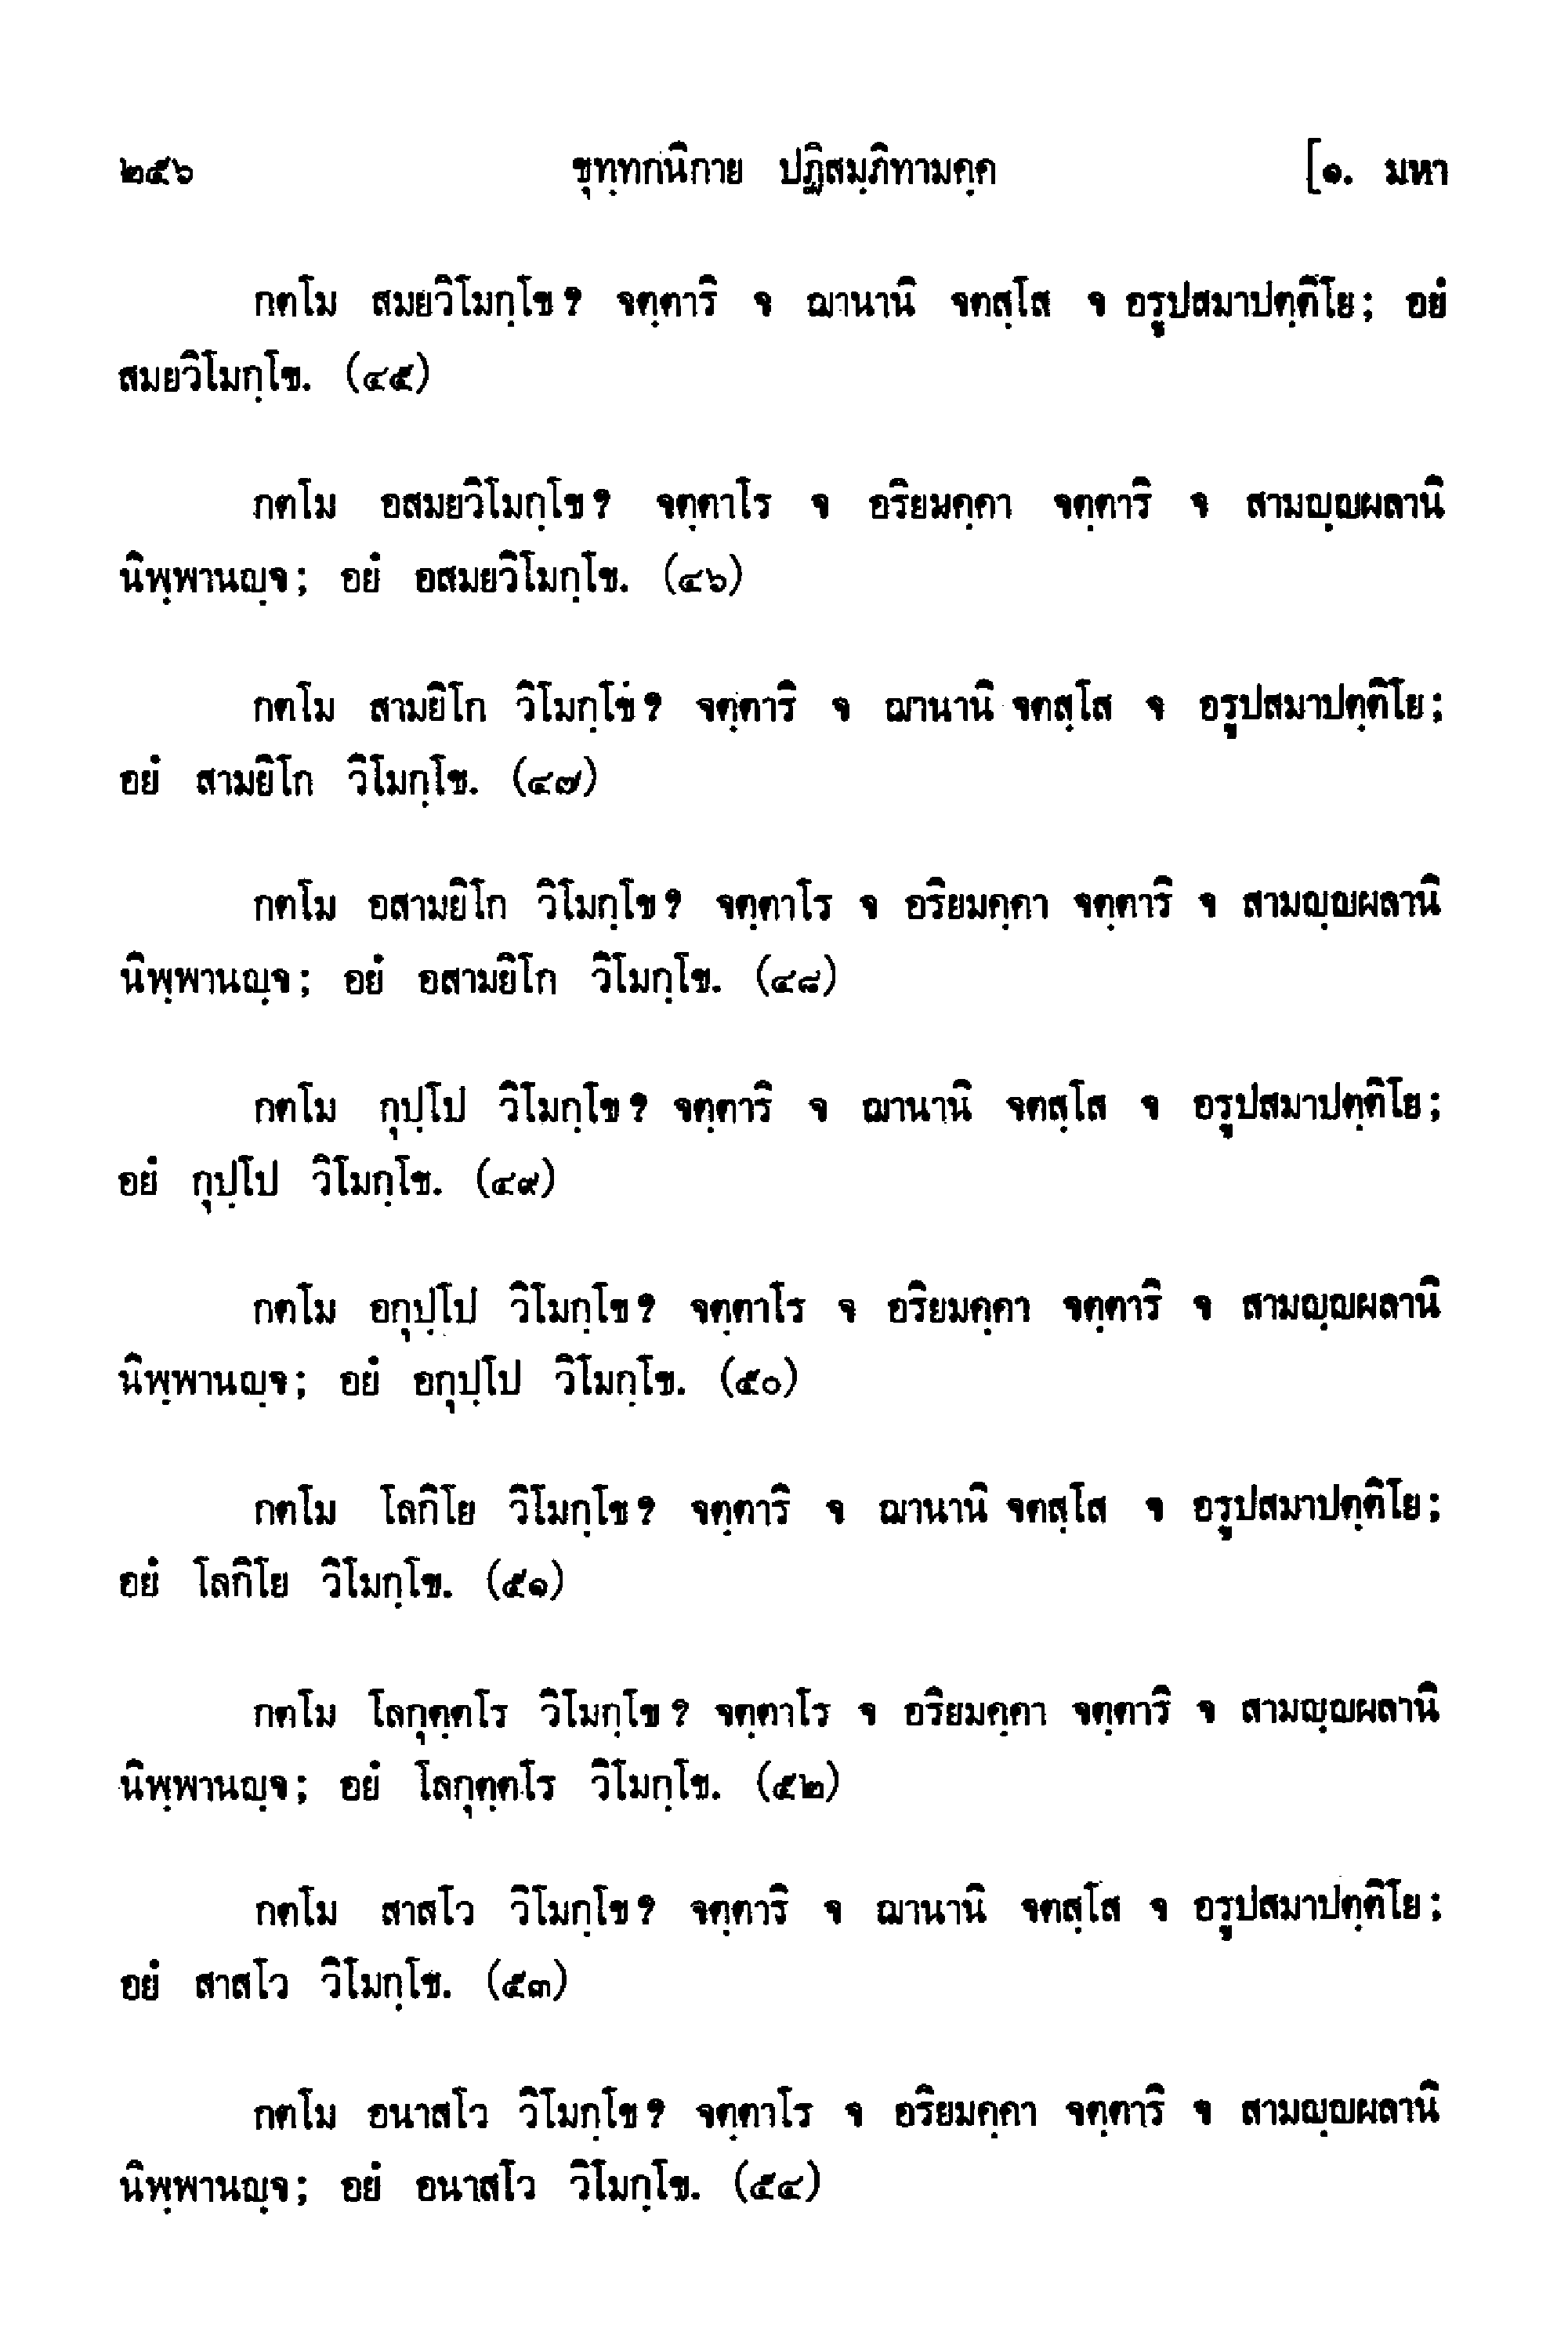 ๒๕๖ ขุทฺทกนิกาย ปฏิสมฺภิทามคฺค [๑. มหา
กตโม สมยวิโมกฺโข? จตฺตาริ จ ฌานานิ จตสฺโส จ อรูปสมาปตฺติโย; อยํ
สมยวิโมกฺโข. (๔๕)
กตโม อสมยวิโมกฺโข? จตฺตาโร จ อริยมคฺคา จตฺตาริ จ สามญฺญผลานิ
นิพฺพานญฺจ; อยํ อสมยวิโมกฺโข. (๔๖)
กตโม สามยิโก วิโมกฺโข? จตฺตาริ จ ฌานานิ จตสฺโส จ อรูปสมาปตฺติโย;
อยํ สามยิโก วิโมกฺโข. (๔๗)
กตโม อสามยิโก วิโมกฺโข? จตฺตาโร จ อริยมคฺคา จตฺตาริ จ สามญฺญผลานิ
นิพฺพานญฺจ; อยํ อสามยิโก วิโมกฺโข. (๔๘)
กตโม กุปฺโป วิโมกฺโข? จตฺตาริ จ ฌานานิ จตสฺโส จ อรูปสมาปตฺติโย;
อยํ กุปฺโป วิโมกฺโข. (๔๙)
กตโม อกุปฺโป วิโมกฺโข? จตฺตาโร จ อริยมคฺคา จตฺตาริ จ สามญฺญผลานิ
นิพฺพานญฺจ; อยํ อกุปฺโป วิโมกฺโข. (๕๐)
กตโม โลกิโย วิโมกฺโข? จตฺตาริ จ ฌานานิ จตสฺโส จ อรูปสมาปตฺติโย;
อยํ โลกิโย วิโมกฺโข. (๕๑)
กตโม โลกุตฺตโร วิโมกฺโข? จตฺตาโร จ อริยมคฺคา จตฺตาริ จ สามญฺญผลานิ
นิพฺพานญฺจ; อยํ โลกุตฺตโร วิโมกฺโข. (๕๒)
กตโม สาสโว วิโมกฺโข? จตฺตาริ จ ฌานานิ จตสฺโส จ อรูปสมาปตฺติโย;
อยํ สาสโว วิโมกฺโข. (๕๓)
กตโม อนาสโว วิโมกฺโข? จตฺตาโร จ อริยมคฺคา จตฺตาริ จ สามญฺญผลานิ
นิพฺพานญฺจ; อยํ อนาสโว วิโมกฺโข. (๕๔)